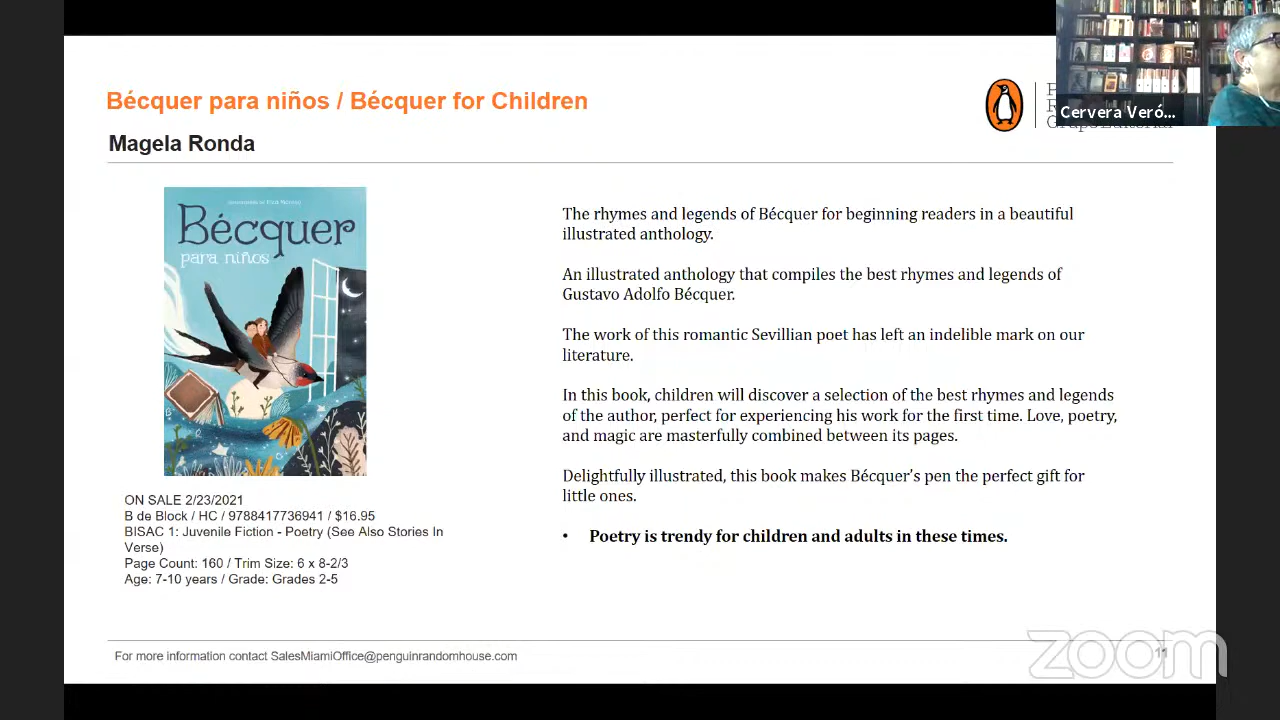 Bécquer para niños / Bécquer for Children
Magela Ronda
Cervera Veró...
Bécquer
para niños
The rhymes and legends of Bécquer for beginning readers in a beautiful
illustrated anthology.
An illustrated anthology that compiles the best rhymes and legends of
Gustavo Adolfo Bécquer.
The work of this romantic Sevillian poet has left an indelible mark on our
literature.
In this book, children will discover a selection of the best rhymes and legends
of the author, perfect for experiencing his work for the first time. Love, poetry,
and magic are masterfully combined between its pages.
Delightfully illustrated, this book makes Bécquer's pen the perfect gift for
little ones.
• Poetry is trendy for children and adults in these times.
ON SALE 2/23/2021
B de Block / HC / 9788417736941 / $16.95
BISAC 1: Juvenile Fiction - Poetry (See Also Stories In
Verse)
Page Count: 160 / Trim Size: 6 x 8-2/3
Age: 7-10 years / Grade: Grades 2-5
For more information contact SalesMiamiOffice@penguinrandomhouse.com
11
zoom